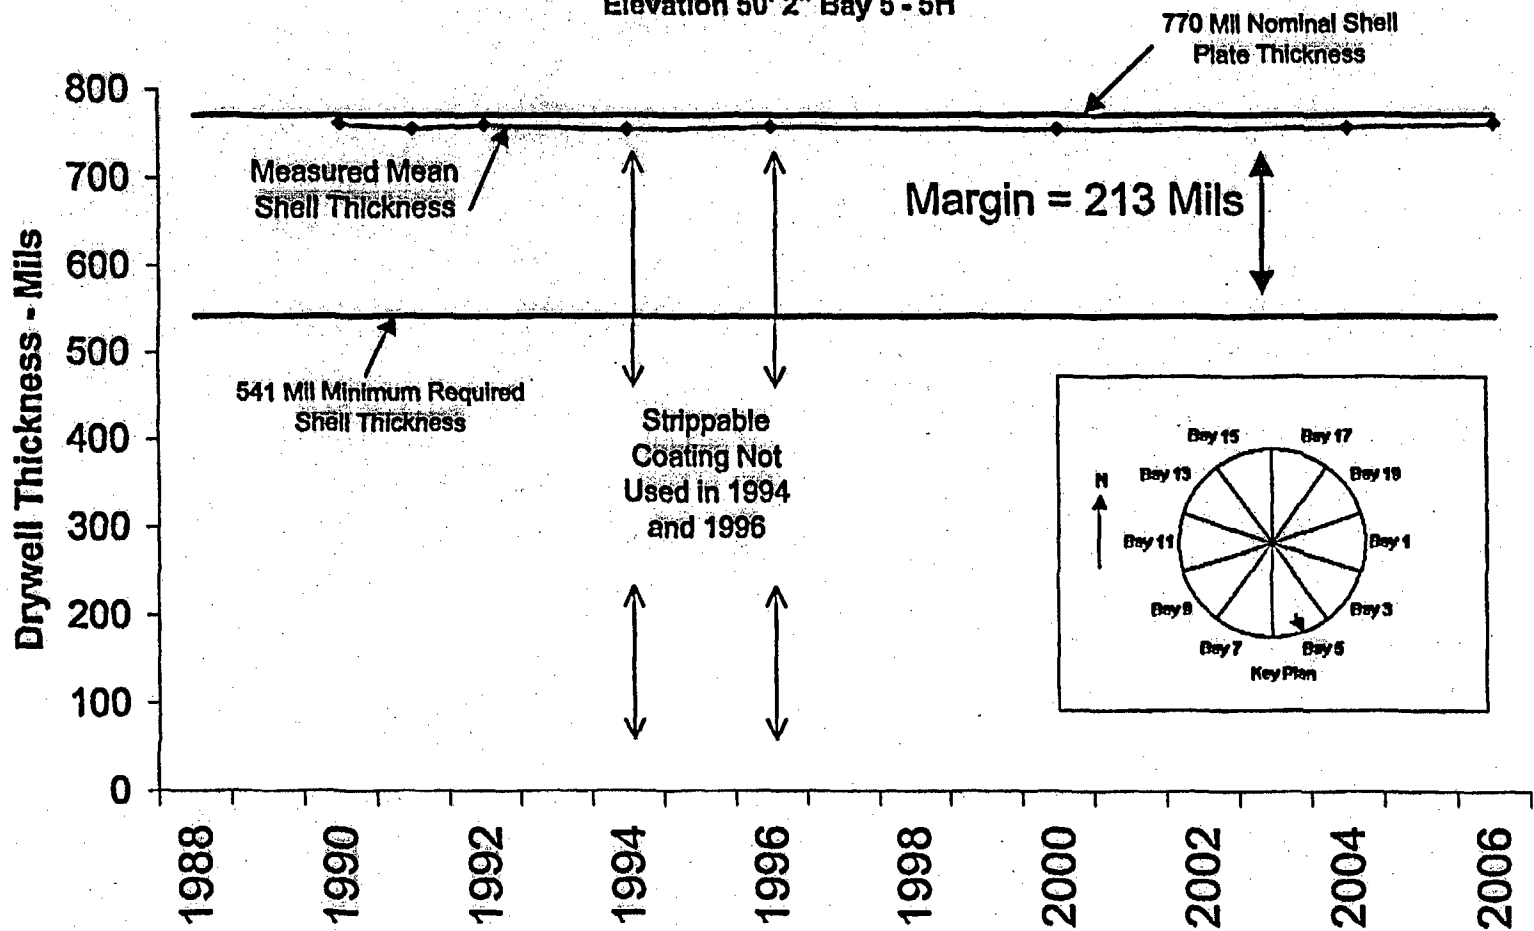 Elevation 50' 2" Bay 5 - 5H
770 Mil Nominal Shell
Plate Thickness
800
700
600
500
400
300
200
100
0
Drywell Thickness - Mils
Measured Mean
Shell Thickness
Margin = 213 Mils
541 Mil Minimum Required
Shell Thickness
Strippable
Coating Not
Used in 1994
and 1996
N
Bay 15
Bay 17
Bay 13
Bay 19
Bay 11
Bay 1
Bay 9
Bay 3
Bay 7
Bay 5
Key Plan
1988
1990
1992
1994
1996
1998
2000
2002
2004
2006